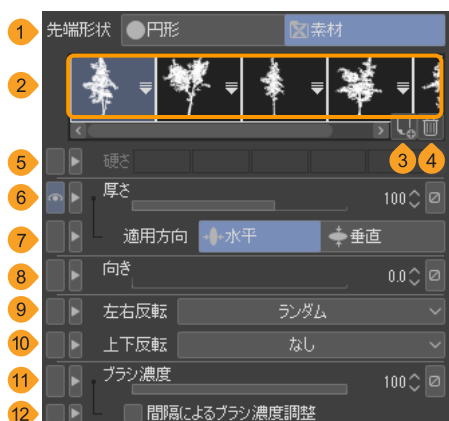 1 先端形状 円形 素材
2
3 4
5 硬さ
6 厚さ 100
7 適用方向 水平 垂直
8 向き 0.0
9 左右反転 ランダム
10 上下反転 なし
11 ブラシ濃度 100
12 間隔によるブラシ濃度調整